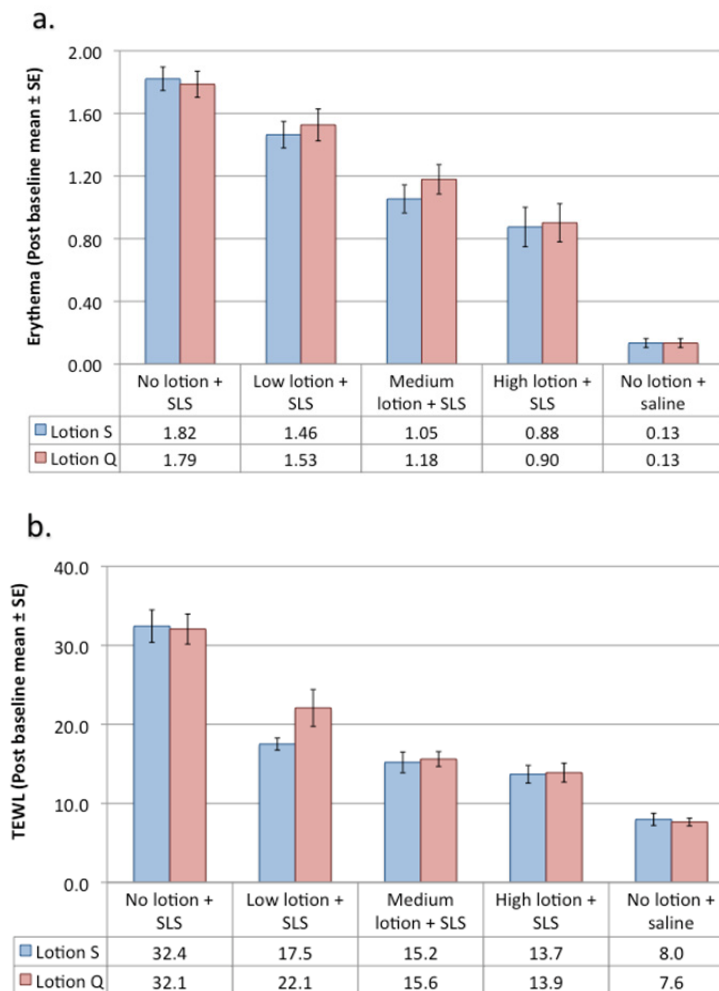 a.
Erythema (Post baseline mean ± SE)
2.00
1.60
1.20
0.80
0.40
0.00
No lotion + SLS
Low lotion + SLS
Medium lotion + SLS
High lotion + SLS
No lotion + saline
Lotion S 1.82 1.46 1.05 0.88 0.13
Lotion Q 1.79 1.53 1.18 0.90 0.13
b.
TEWL (Post baseline mean ± SE)
40.0
30.0
20.0
10.0
0.0
No lotion + SLS
Low lotion + SLS
Medium lotion + SLS
High lotion + SLS
No lotion + saline
Lotion S 32.4 17.5 15.2 13.7 8.0
Lotion Q 32.1 22.1 15.6 13.9 7.6